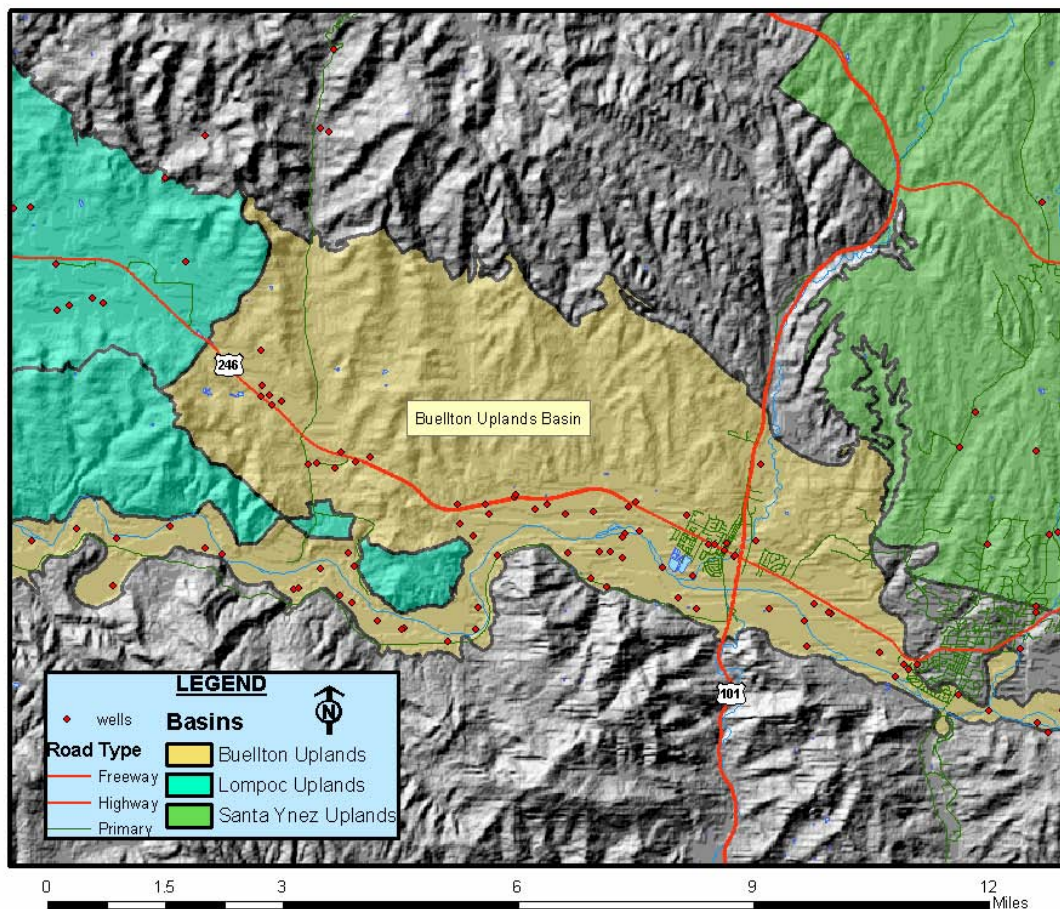 246
Buellton Uplands Basin
101
LEGEND
N
wells
Basins
Road Type
Buellton Uplands
Freeway
Lompoc Uplands
Highway
Santa Ynez Uplands
Primary
0 1.5 3 6 9 12
Miles